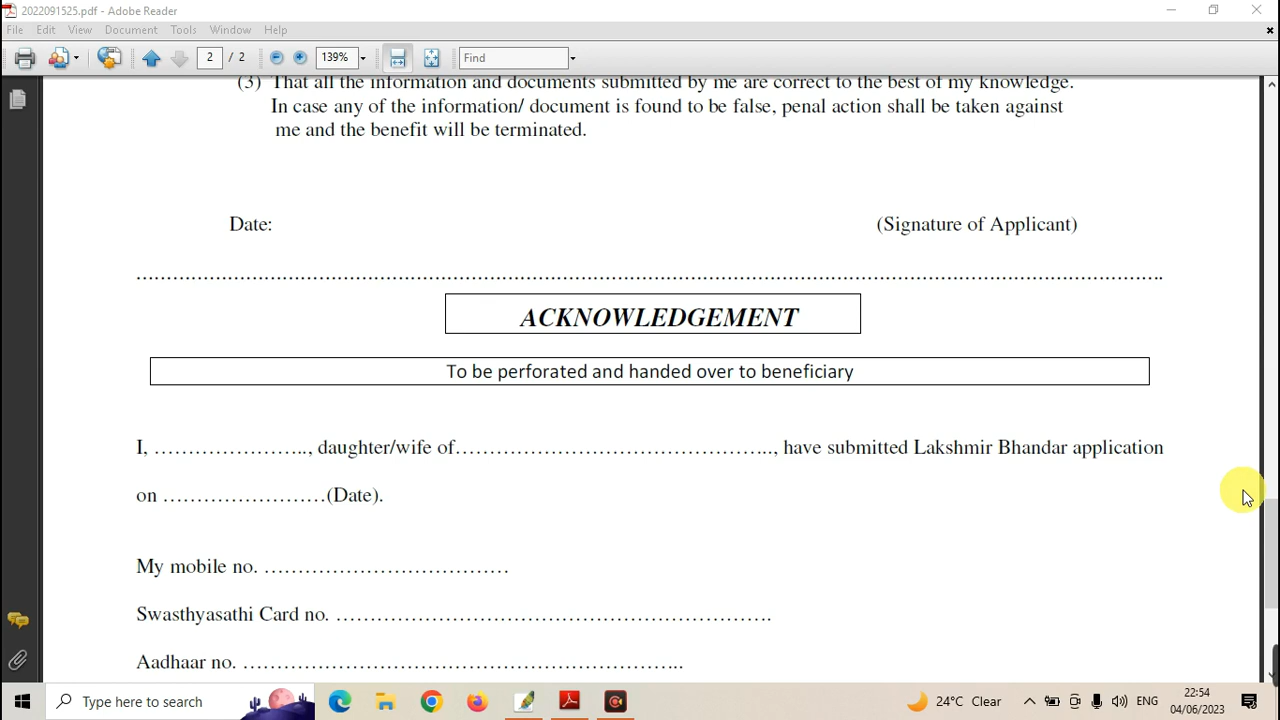 2022091525.pdf - Adobe Reader
File Edit View Document Tools Window Help
2 / 2 139% Find
(3) That all the information and documents submitted by me are correct to the best of my knowledge.
In case any of the information/ document is found to be false, penal action shall be taken against
me and the benefit will be terminated.
Date: (Signature of Applicant)
ACKNOWLEDGEMENT
To be perforated and handed over to beneficiary
I, ………………….., daughter/wife of………………………………….., have submitted Lakshmir Bhandar application
on ……………………(Date).
My mobile no. ………………………………
Swasthyasathi Card no. ………………………………………………….
Aadhaar no. …………………………………………………..
Type here to search 24°C Clear ENG 22:54
04/06/2023